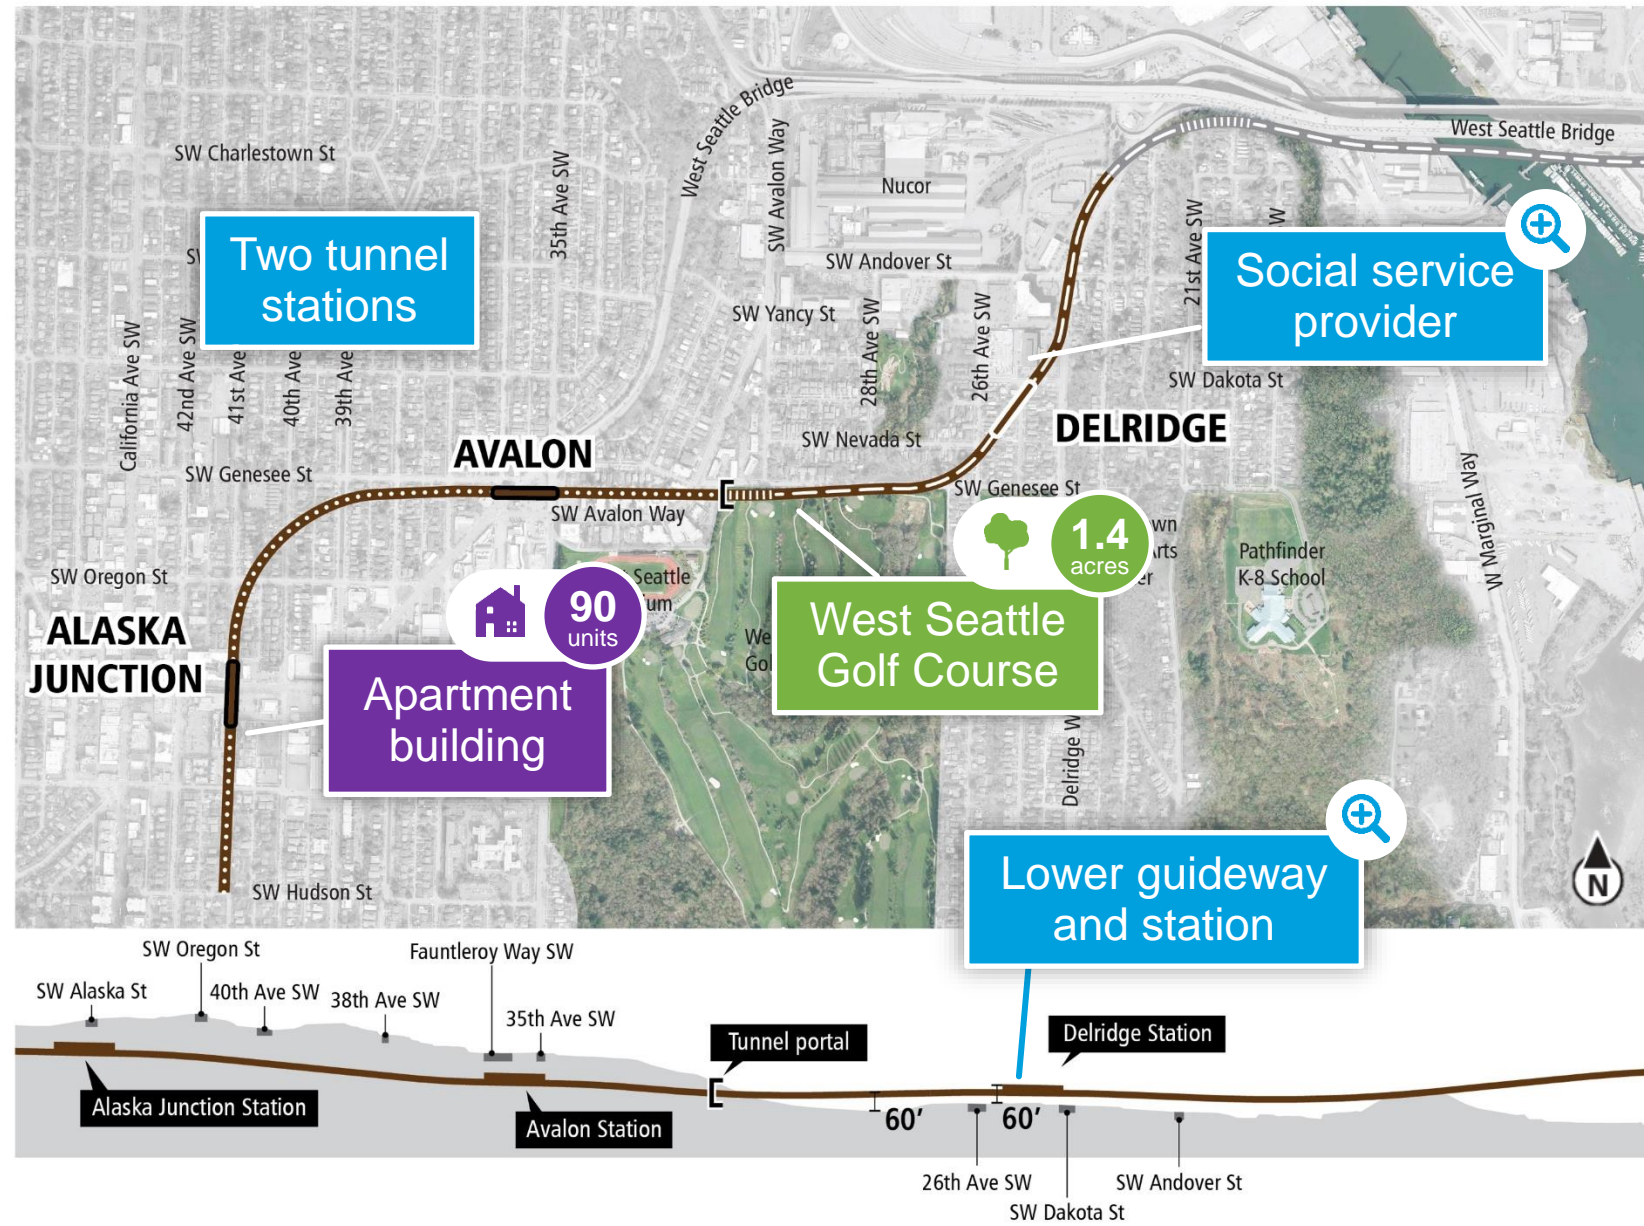 West Seattle Bridge
West Seattle Bridge
SW Charlestown St
35th Ave SW
SW Avalon Way
Nucor
21st Ave SW
SW
Two tunnel
stations
SW Andover St
Social service
provider
SW Yancy St
28th Ave SW
26th Ave SW
California Ave SW
42nd Ave SW
41st Ave
40th Ave
39th Ave
SW Dakota St
DELRIDGE
SW Nevada St
AVALON
SW Genesee St
SW Genesee St
SW Avalon Way
W Marginal Way
1.4
acres
Pathfinder
K-8 School
SW Oregon St
Seattle
90
units
ALASKA
JUNCTION
West Seattle
Golf Course
Apartment
building
Delridge W
Lower guideway
and station
N
SW Hudson St
SW Oregon St
Fauntleroy Way SW
SW Alaska St
40th Ave SW
38th Ave SW
35th Ave SW
Tunnel portal
Delridge Station
Alaska Junction Station
Avalon Station
60’
60’
26th Ave SW
SW Andover St
SW Dakota St